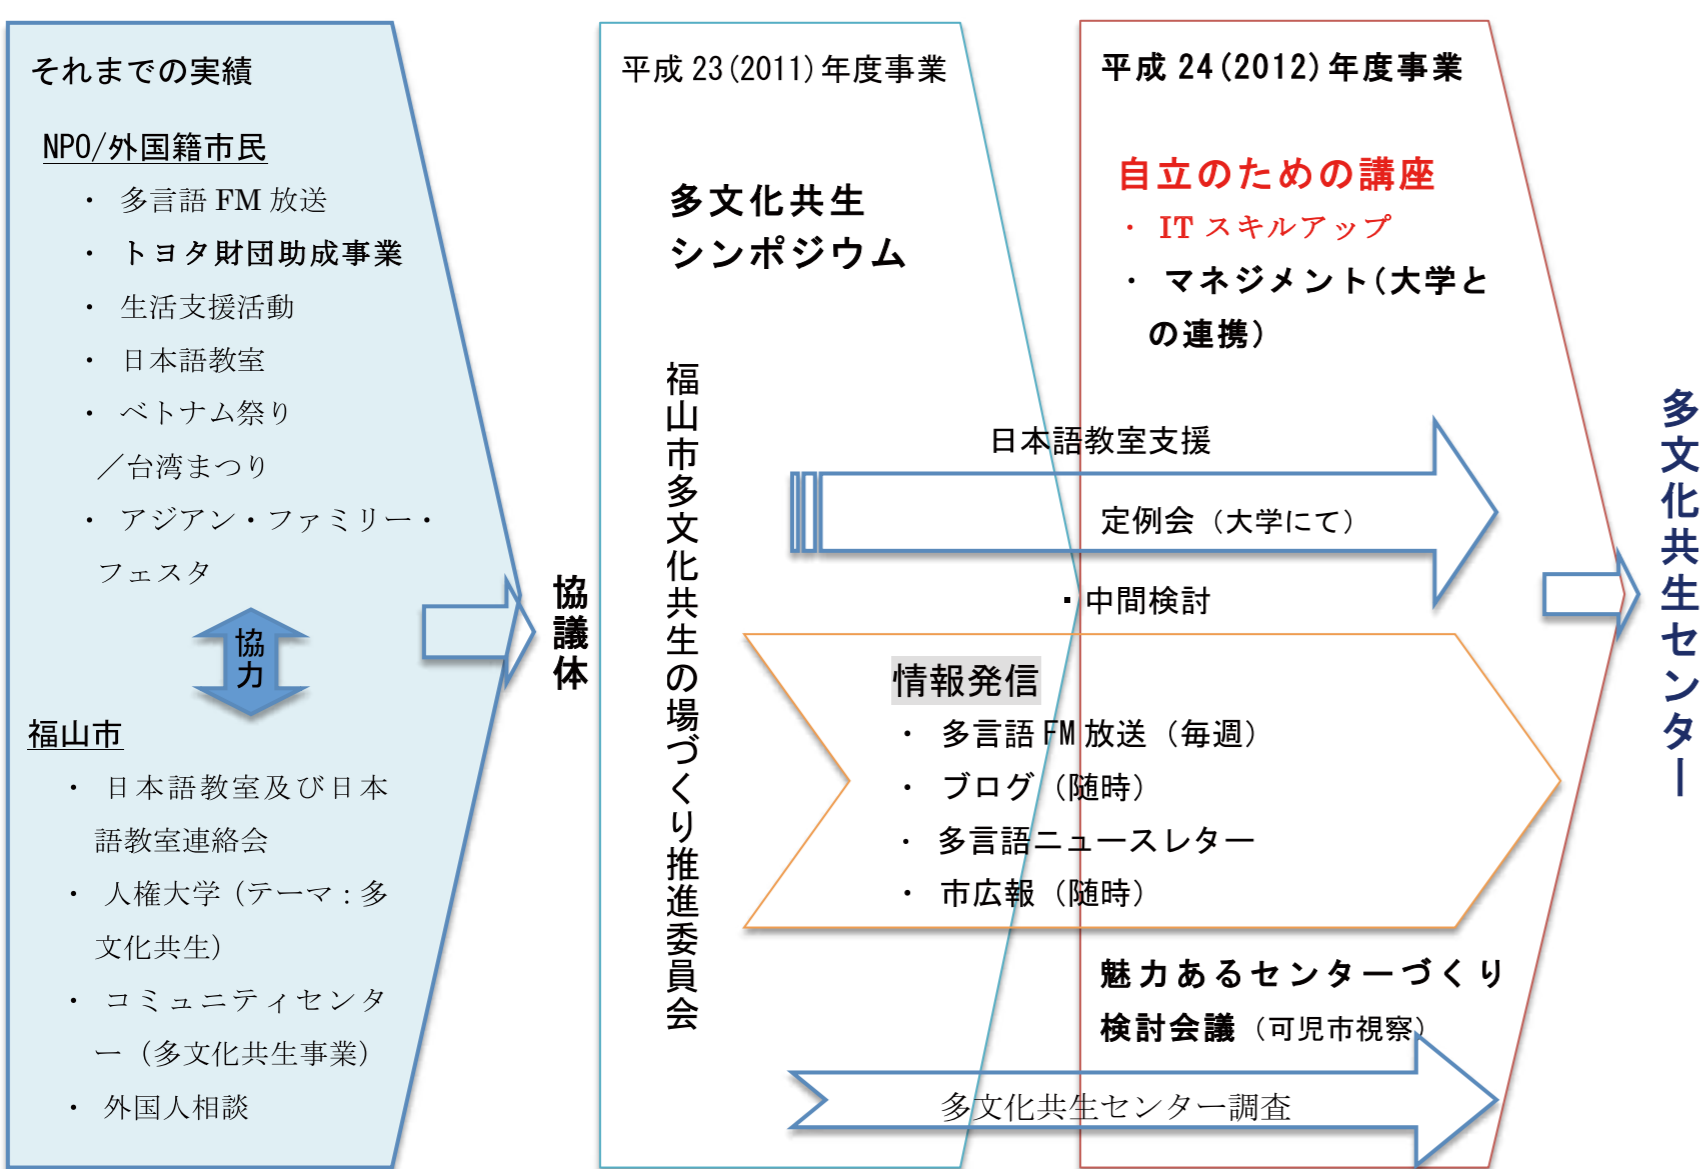 それまでの実績
NPO/外国籍市民
・ 多言語 FM 放送
・ トヨタ財団助成事業
・ 生活支援活動
・ 日本語教室
・ ベトナム祭り
／台湾まつり
・ アジアン・ファミリー・
フェスタ
協
力
福山市
・ 日本語教室及び日本
語教室連絡会
・ 人権大学（テーマ：多
文化共生）
・ コミュニティセンタ
ー（多文化共生事業）
・ 外国人相談
協議体
平成 23(2011)年度事業
多文化共生
シンポジウム
福山市多文化共生の場づくり推進委員会
平成 24(2012)年度事業
自立のための講座
・ IT スキルアップ
・ マネジメント(大学と
の連携)
日本語教室支援
定例会（大学にて）
・中間検討
情報発信
・ 多言語 FM 放送（毎週）
・ ブログ（随時）
・ 多言語ニュースレター
・ 市広報（随時）
魅力あるセンターづくり
検討会議（可児市視察）
多文化共生センター調査
多文化共生センター